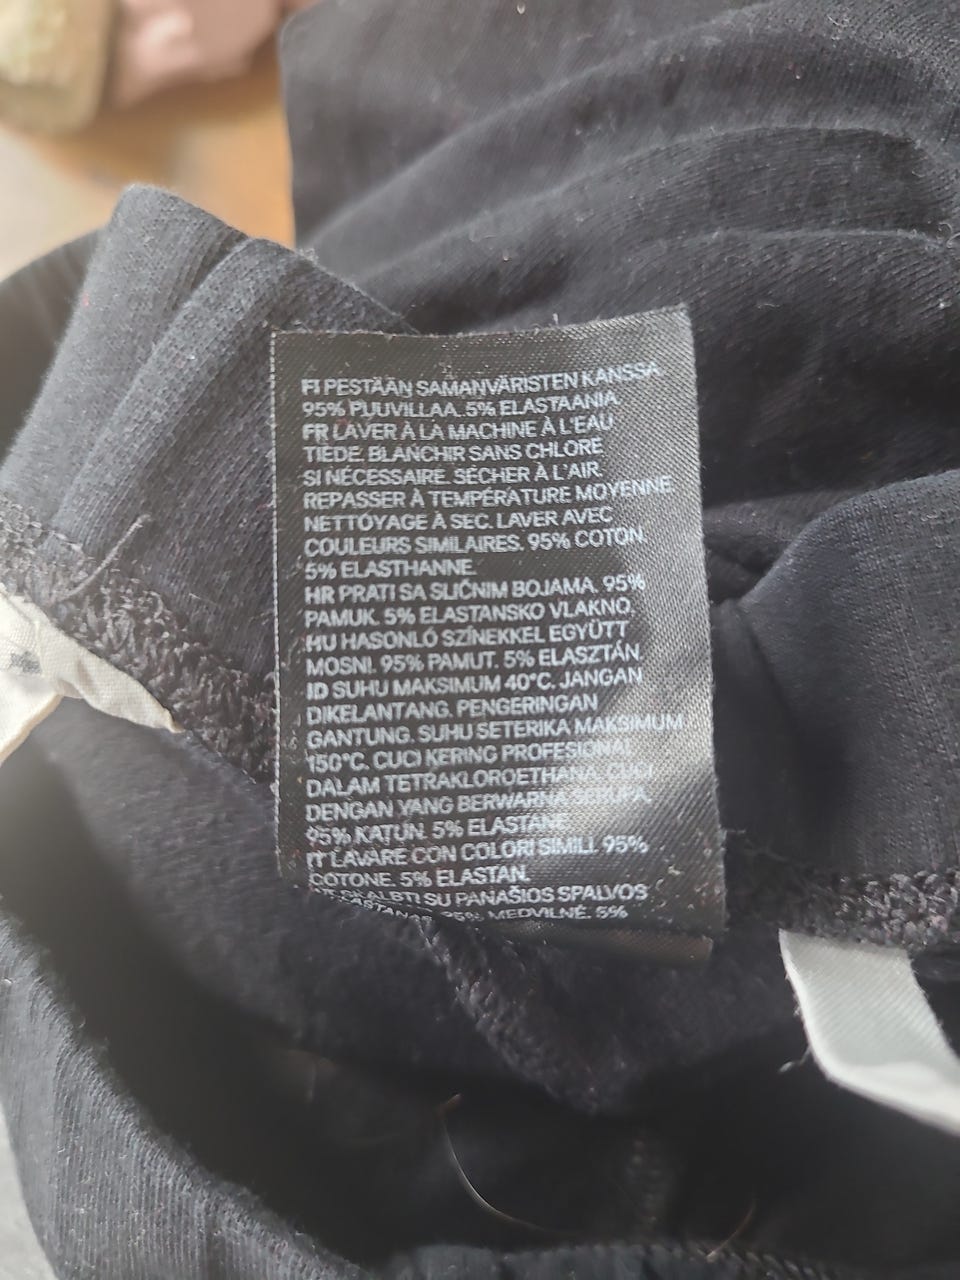 FI PESTÄÄN SAMANVÄRISTEN KANSSA
95% PUUVILLAA. 5% ELASTAANIA
FR LAVER À LA MACHINE À L'EAU
TIÈDE. BLANCHIR SANS CHLORE
SI NÉCESSAIRE. SÉCHER À L'AIR.
REPASSER À TEMPÉRATURE MOYENNE
NETTOYAGE À SEC. LAVER AVEC
COULEURS SIMILAIRES. 95% COTON.
5% ELASTHANNE.
HR PRATI SA SLIČNIM BOJAMA. 95%
PAMUK. 5% ELASTANSKO VLAKNO.
HU HASONLÓ SZÍNEKKEL EGYÜTT
MOSNI. 95% PAMUT. 5% ELASZTÁN.
ID SUHU MAKSIMUM 40°C. JANGAN
DIKELANTANG. PENGERINGAN
GANTUNG. SUHU SETERIKA MAKSIMUM
150°C. CUCI KERING PROFESIONAL
DALAM TETRAKLOROETHANA. CUCI
DENGAN YANG BERWARNA SERUPA.
95% KATUN. 5% ELASTANE
IT LAVARE CON COLORI SIMILI. 95%
COTONE. 5% ELASTAN.
SKALBTI SU PANAŠIOS SPALVOS
95% MEDVILNĖ. 5%